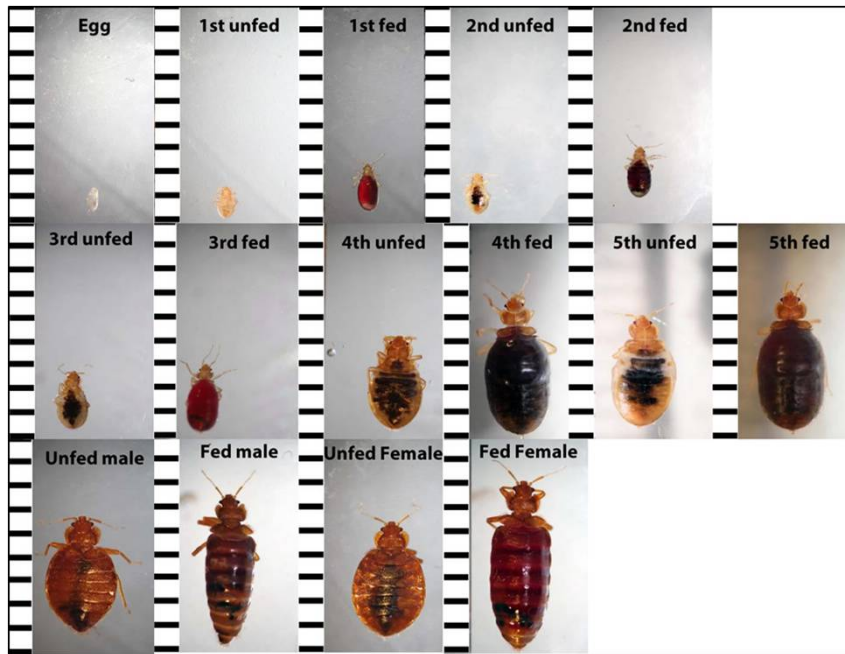 Egg
1st unfed
1st fed
2nd unfed
2nd fed
3rd unfed
3rd fed
4th unfed
4th fed
5th unfed
5th fed
Unfed male
Fed male
Unfed Female
Fed Female